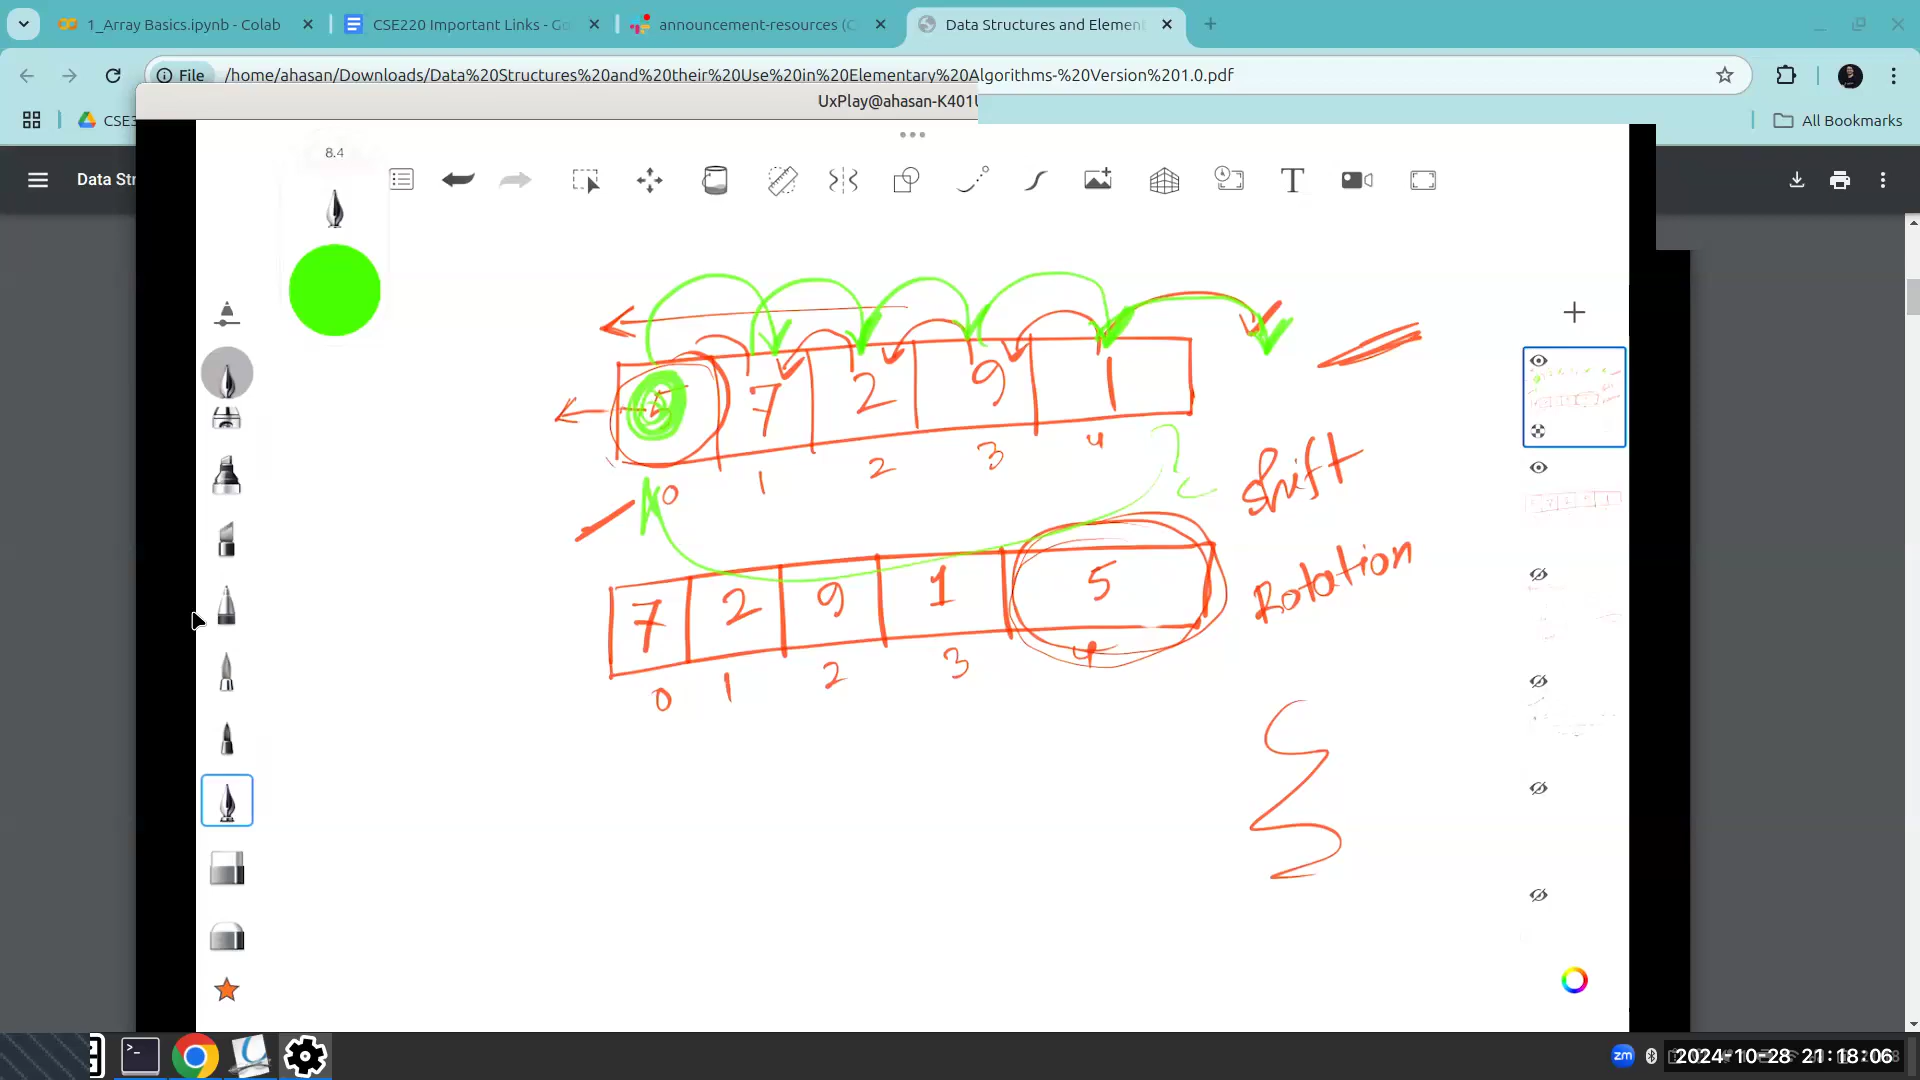 1_Array Basics.ipynb - Colab
CSE220 Important Links - Go
announcement-resources (C
Data Structures and Elemen
File
/home/ahasan/Downloads/Data%20Structures%20and%20their%20Use%20in%20Elementary%20Algorithms-%20Version%201.0.pdf
UxPlay@ahasan-K401U
CSE3
All Bookmarks
Data Str
8.4
T
7 2 9 1
0 1 2 3 4
Shift
7 2 9 1 5
Rotation
0 1 2 3 4
zm
2024-10-28 21:18:06